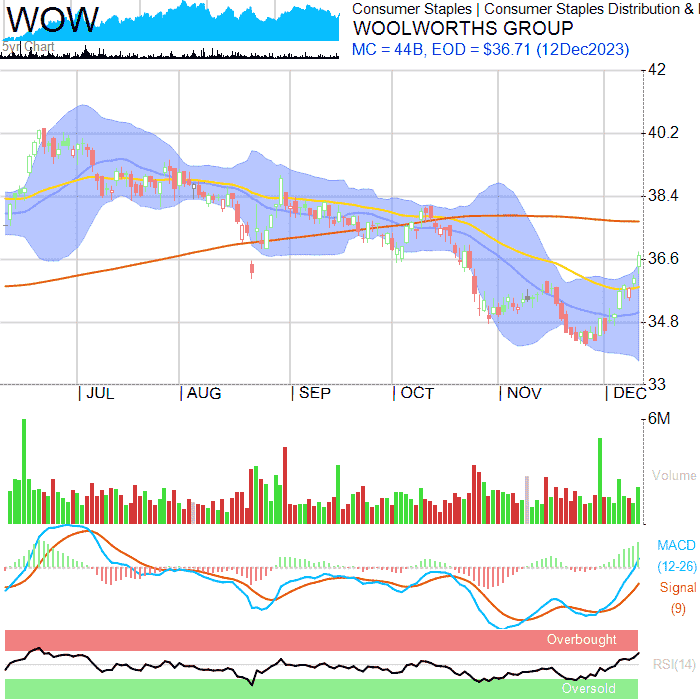 WOW
5yr Chart
Consumer Staples | Consumer Staples Distribution &
WOOLWORTHS GROUP
MC = 44B, EOD = $36.71 (12Dec2023)
42
40.2
38.4
36.6
34.8
33
| JUL | AUG | SEP | OCT | NOV | DEC
6M
Volume
MACD
(12-26)
Signal
(9)
Overbought
RSI(14)
Oversold